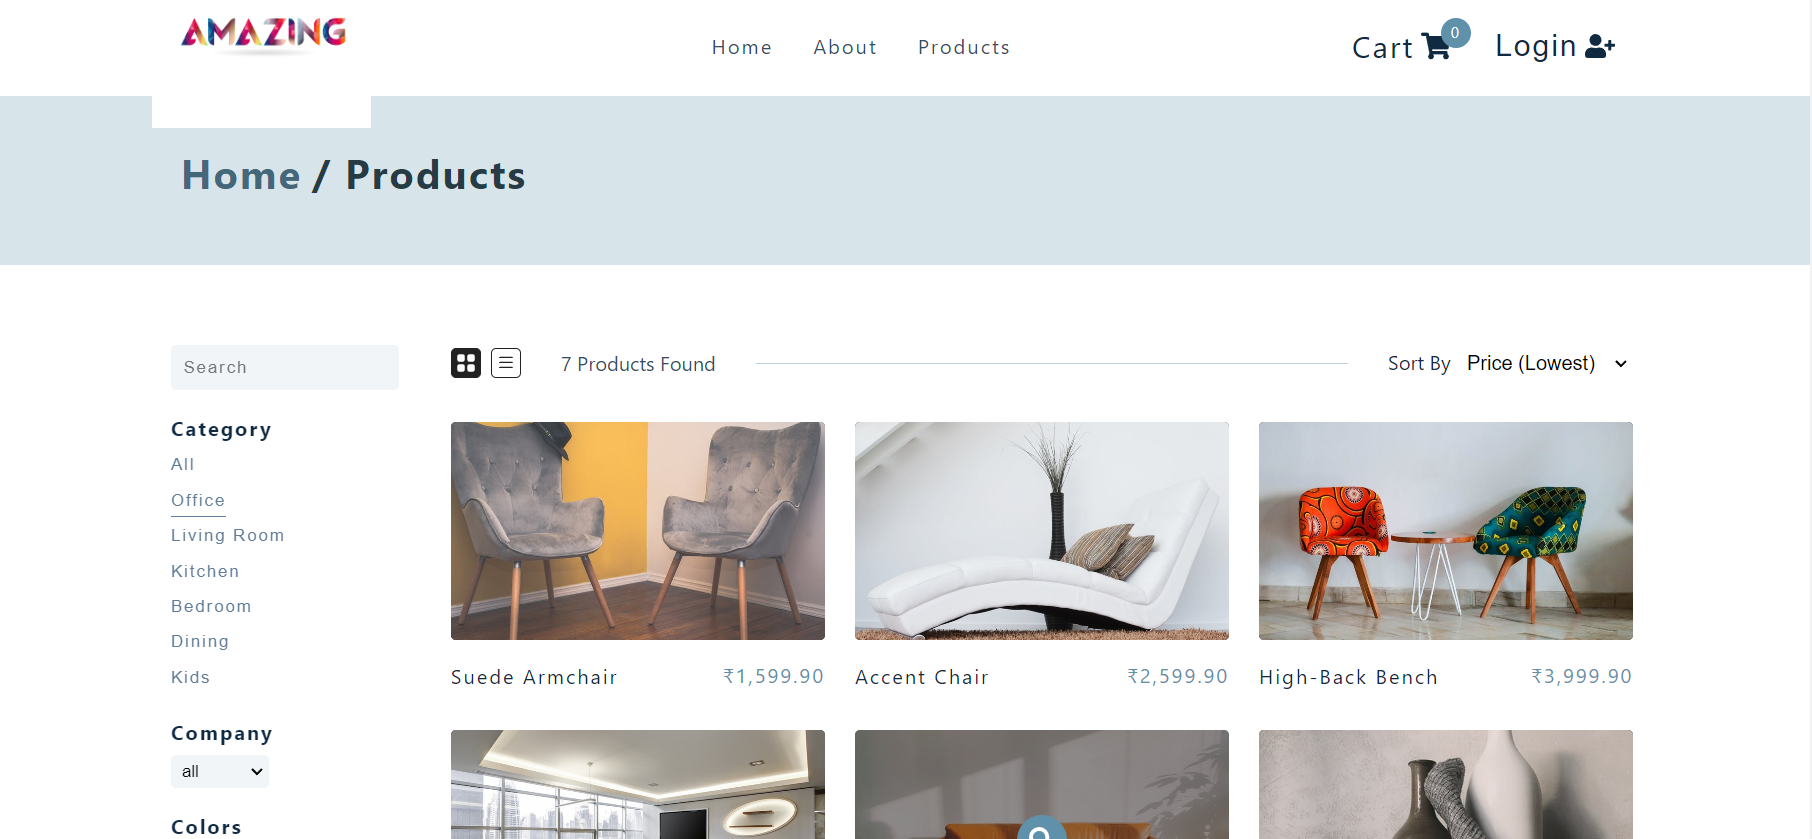 AMAZING
Home About Products
Cart 0 Login
Home / Products
Search
7 Products Found
Sort By Price (Lowest)
Category
All
Office
Living Room
Kitchen
Bedroom
Dining
Kids
Company
all
Colors
Suede Armchair ₹1,599.90
Accent Chair ₹2,599.90
High-Back Bench ₹3,999.90